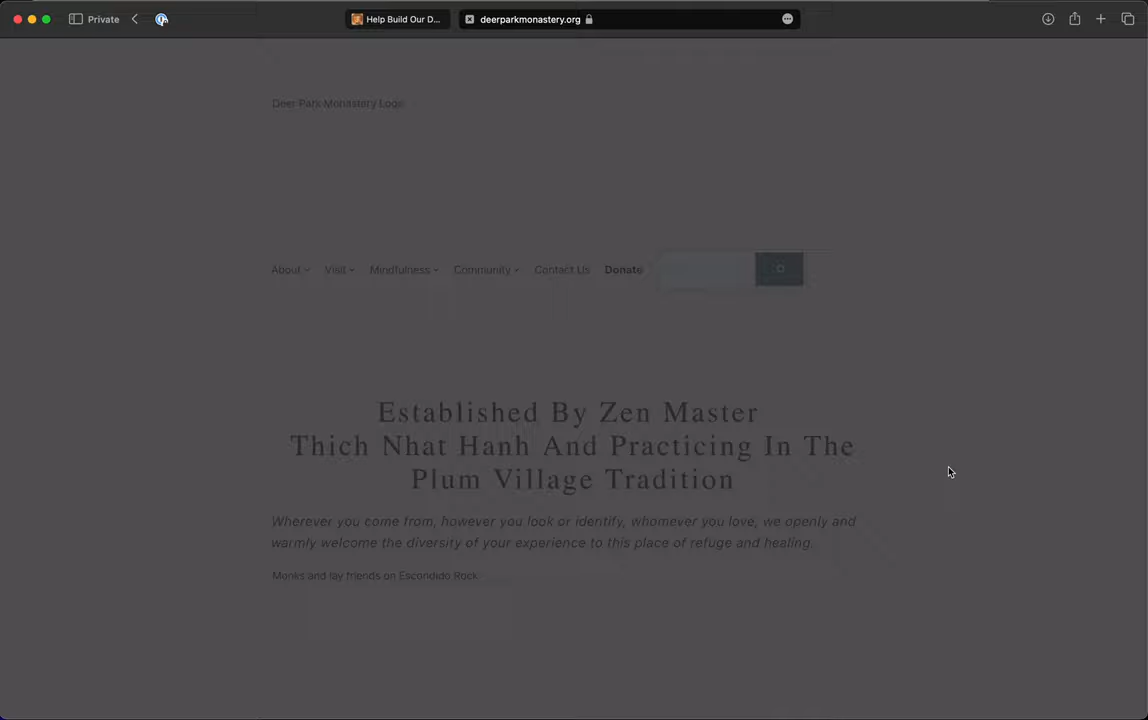 Private
Help Build Our D...
deerparkmonastery.org
Deer Park Monastery Logo
About Visit Mindfulness Community Contact Us Donate
Established By Zen Master
Thich Nhat Hanh And Practicing In The
Plum Village Tradition
Wherever you come from, however you look or identify, whomever you love, we openly and
warmly welcome the diversity of your experience to this place of refuge and healing.
Monks and lay friends on Escondido Rock